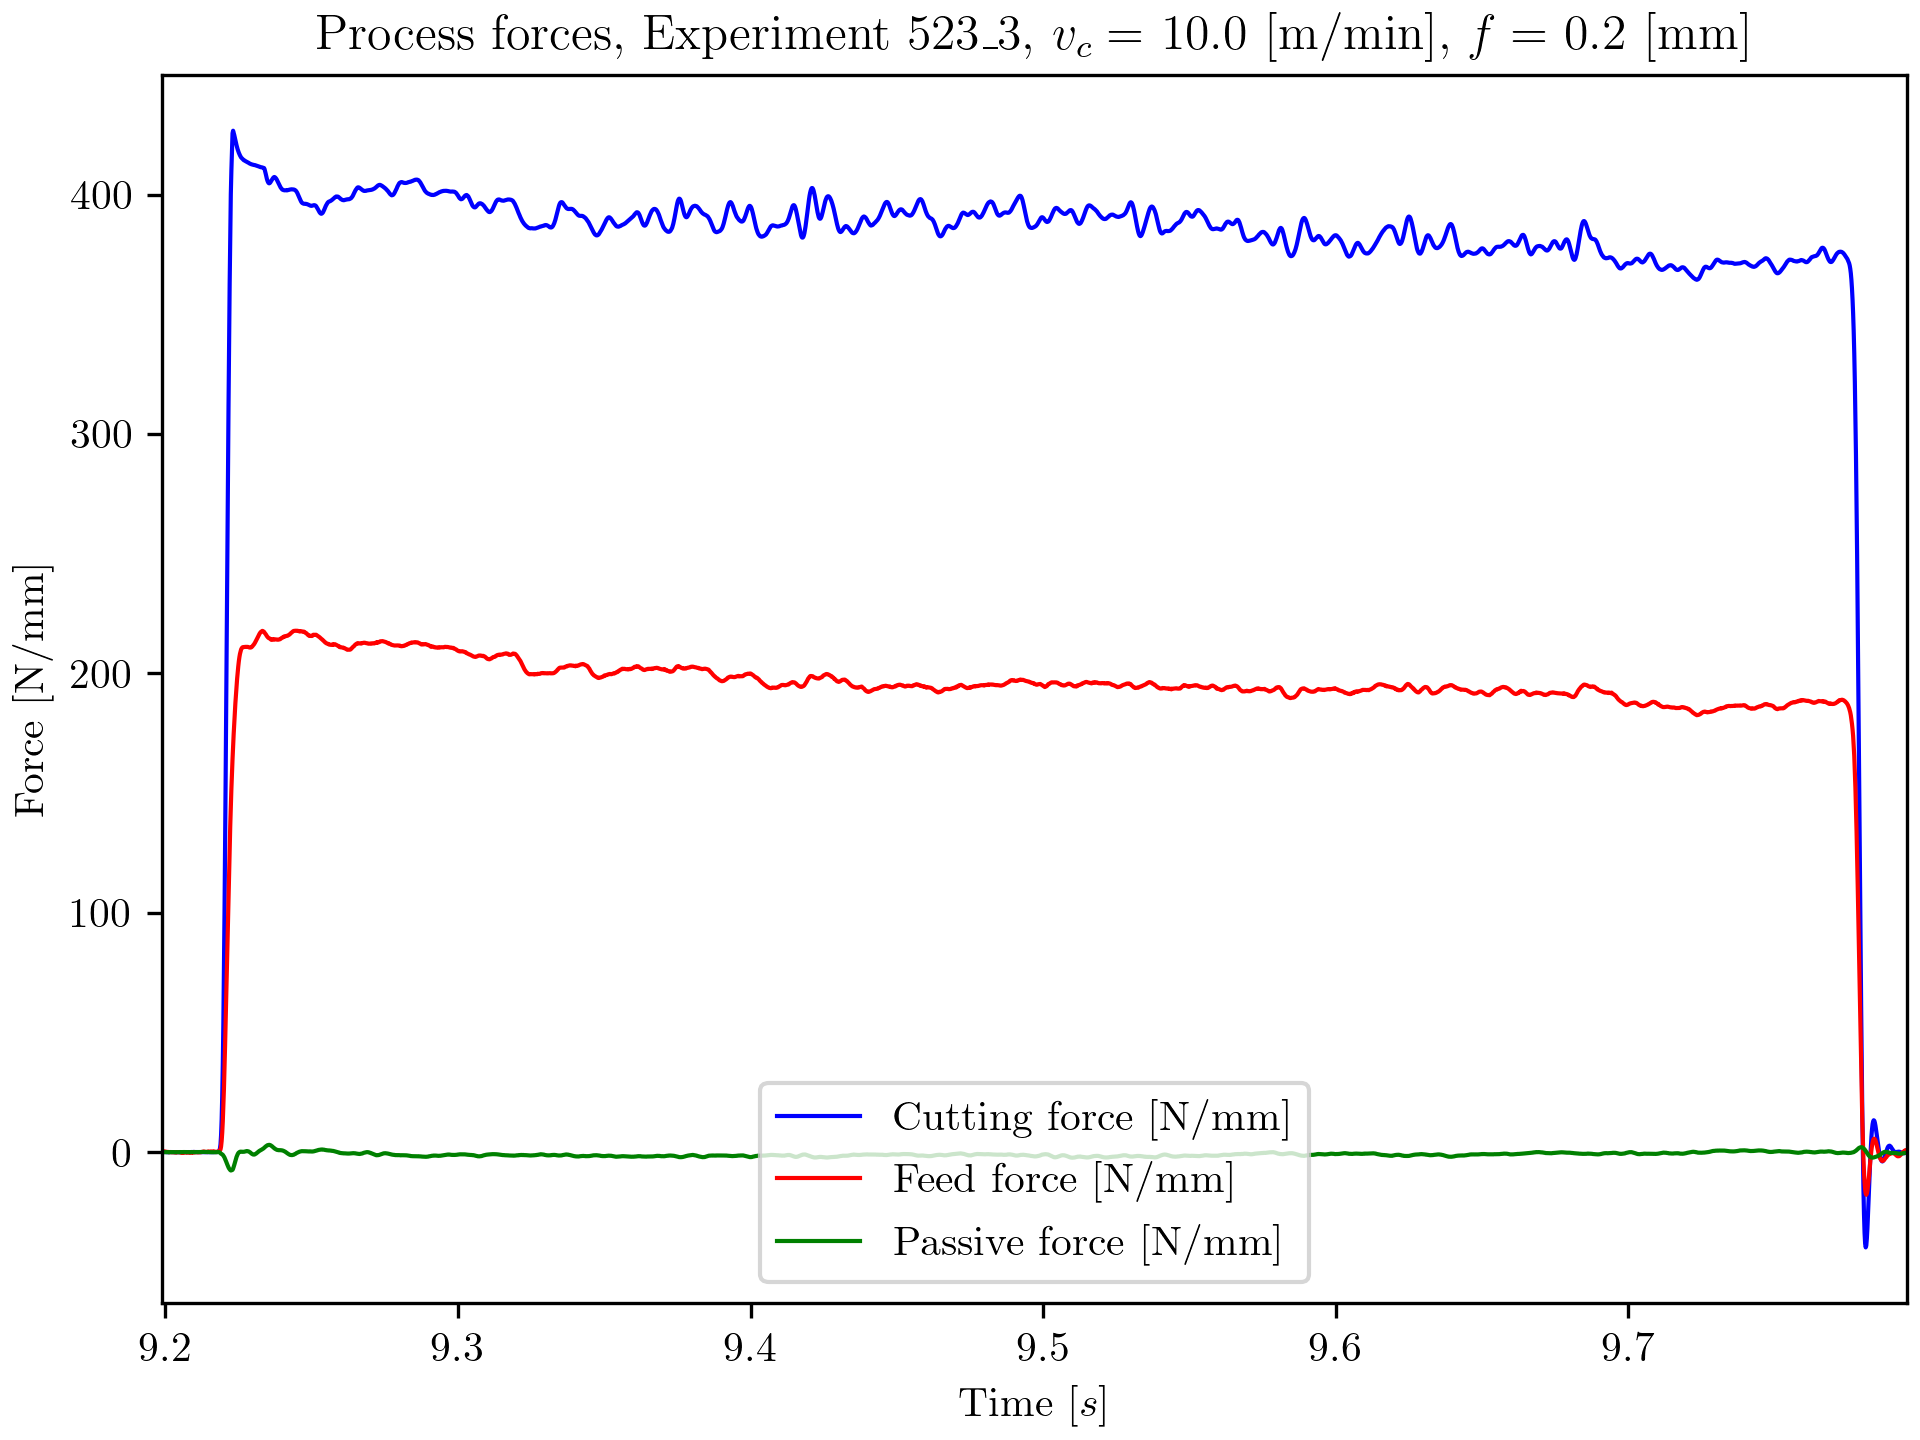 Process forces, Experiment 523_3, v_c = 10.0 [m/min], f = 0.2 [mm]
400
300
200
100
0
Force [N/mm]
Cutting force [N/mm]
Feed force [N/mm]
Passive force [N/mm]
9.2 9.3 9.4 9.5 9.6 9.7
Time [s]